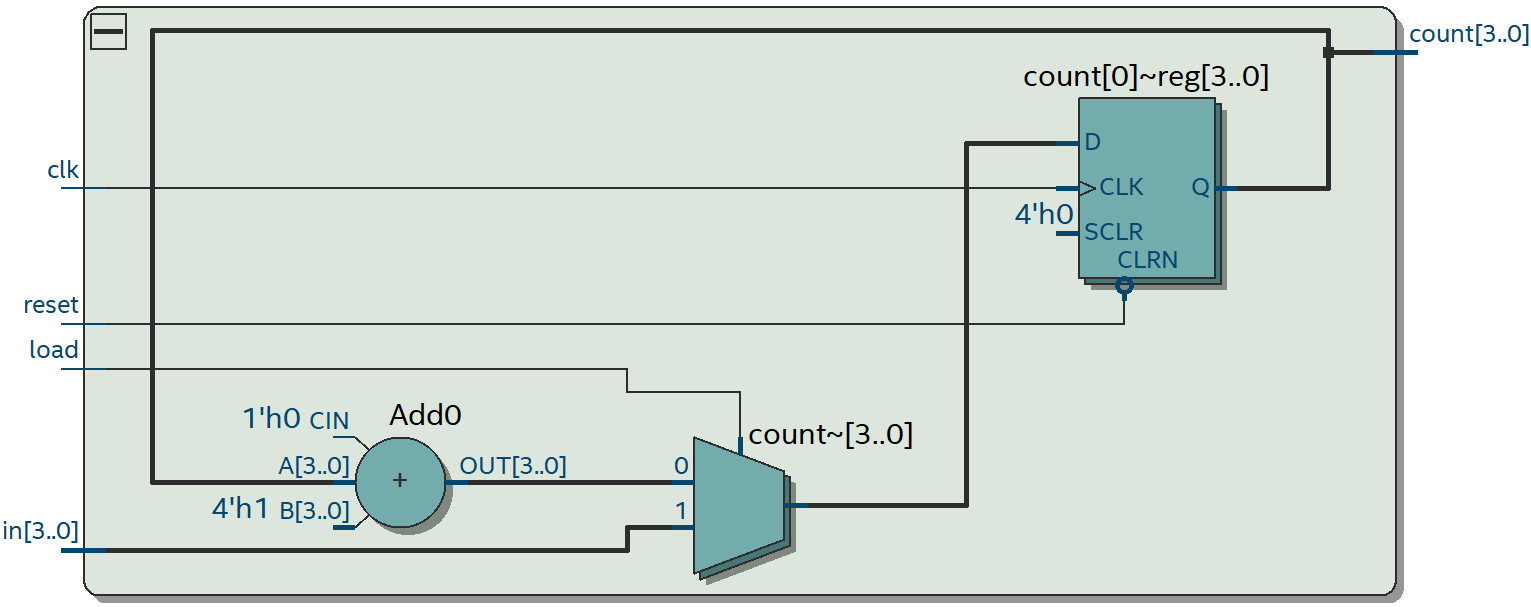 count[3..0]
count[0]~reg[3..0]
D
clk
CLK
Q
4'h0
SCLR
CLRN
reset
load
1'h0 CIN
Add0
count~[3..0]
A[3..0]
+
OUT[3..0]
0
4'h1 B[3..0]
1
in[3..0]